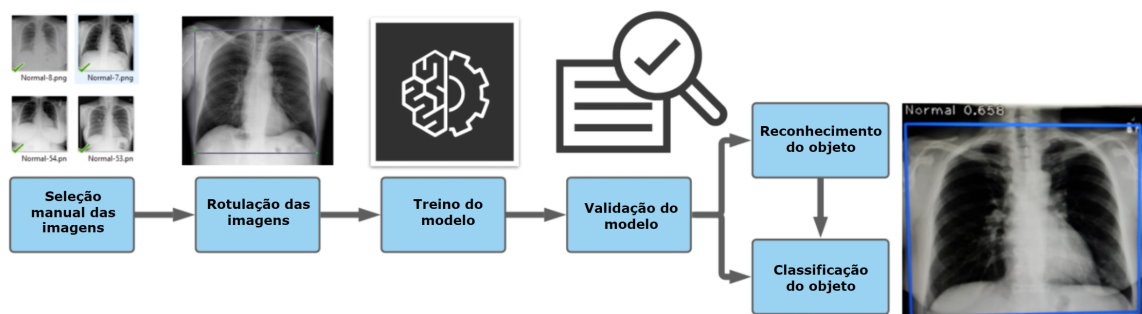 Normal-8.png
Normal-7.png
Normal-54.pn
Normal-53.pn
Seleção
manual das
imagens
Rotulação das
imagens
Treino do
modelo
Validação do
modelo
Reconhecimento
do objeto
Classificação
do objeto
Normal 0.658